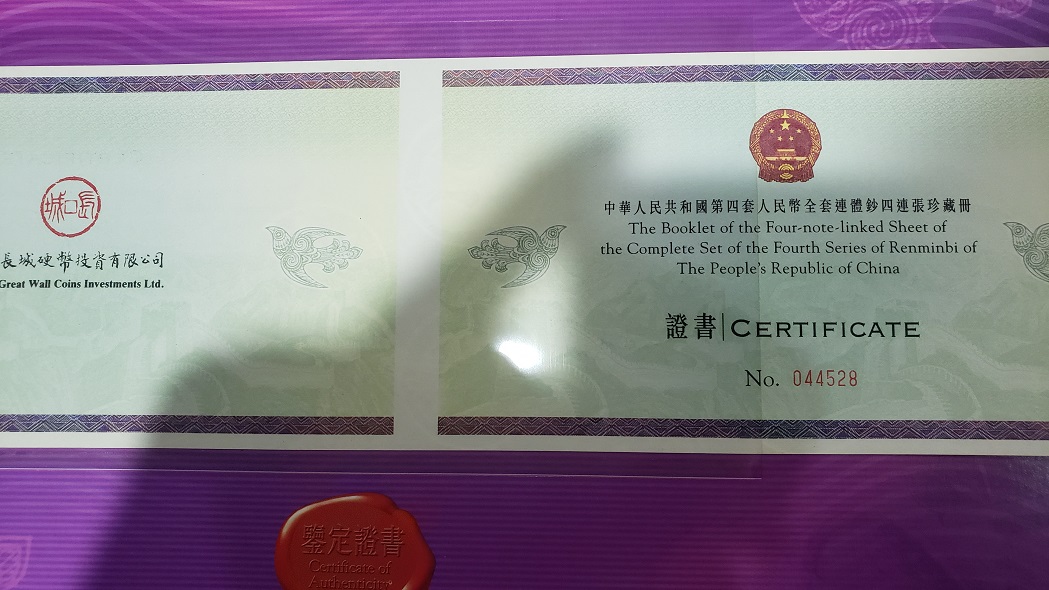 長城
長城硬幣投資有限公司
Great Wall Coins Investments Ltd.
中華人民共和國第四套人民幣全套連體鈔四連張珍藏冊
The Booklet of the Four-note-linked Sheet of
the Complete Set of the Fourth Series of Renminbi of
The People's Republic of China
證書|CERTIFICATE
No. 044528
鑒定證書
Certificate of
Authenticity